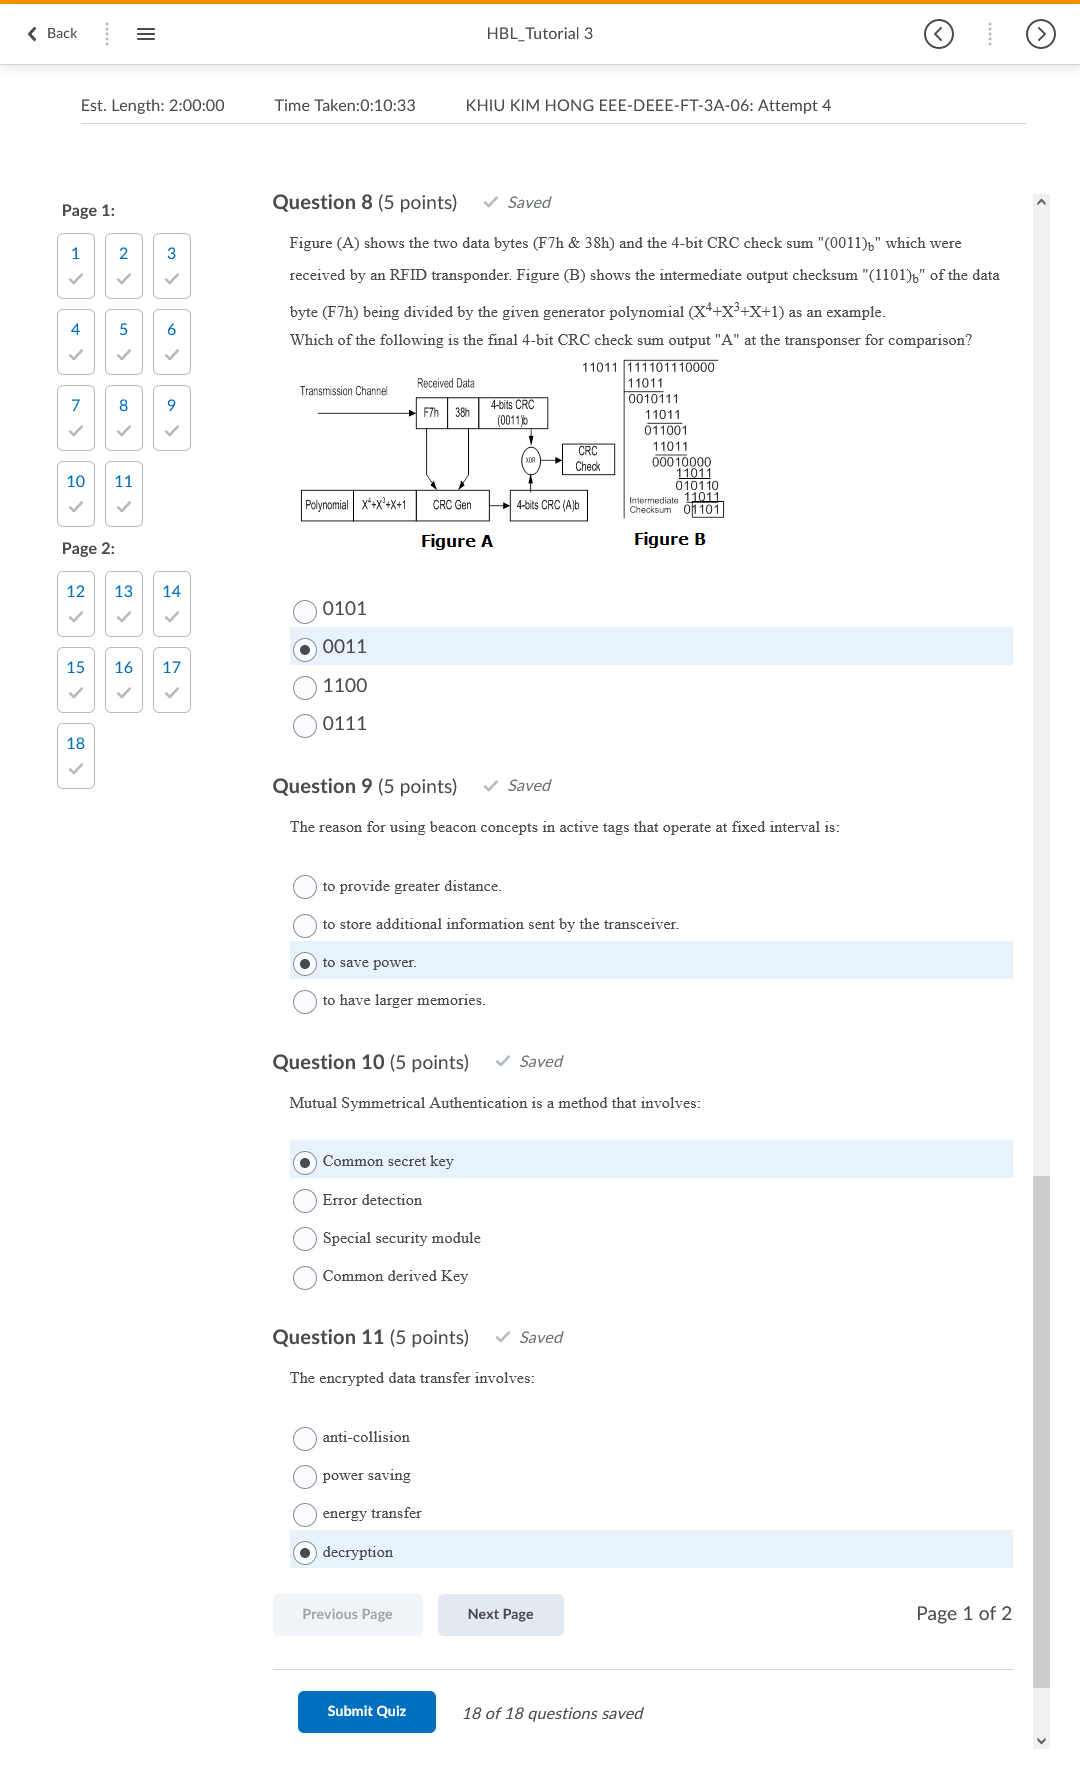 Back
HBL_Tutorial 3
Est. Length: 2:00:00 Time Taken:0:10:33 KHIU KIM HONG EEE-DEEE-FT-3A-06: Attempt 4
Page 1:
1 2 3
4 5 6
7 8 9
10 11
Page 2:
12 13 14
15 16 17
18
Question 8 (5 points) Saved
Figure (A) shows the two data bytes (F7h & 38h) and the 4-bit CRC check sum "(0011)b" which were
received by an RFID transponder. Figure (B) shows the intermediate output checksum "(1101)b" of the data
byte (F7h) being divided by the given generator polynomial (X⁴+X³+X+1) as an example.
Which of the following is the final 4-bit CRC check sum output "A" at the transponser for comparison?
Transmission Channel
Received Data
F7h 38h 4-bits CRC
(0011)b
XOR
CRC
Check
Polynomial X⁴+X³+X+1 CRC Gen 4-bits CRC (A)b
Figure A
11011 111101110000
11011
0010111
11011
011001
11011
00010000
11011
010110
11011
Intermediate
Checksum 01101
Figure B
0101
0011
1100
0111
Question 9 (5 points) Saved
The reason for using beacon concepts in active tags that operate at fixed interval is:
to provide greater distance.
to store additional information sent by the transceiver.
to save power.
to have larger memories.
Question 10 (5 points) Saved
Mutual Symmetrical Authentication is a method that involves:
Common secret key
Error detection
Special security module
Common derived Key
Question 11 (5 points) Saved
The encrypted data transfer involves:
anti-collision
power saving
energy transfer
decryption
Previous Page Next Page Page 1 of 2
Submit Quiz 18 of 18 questions saved